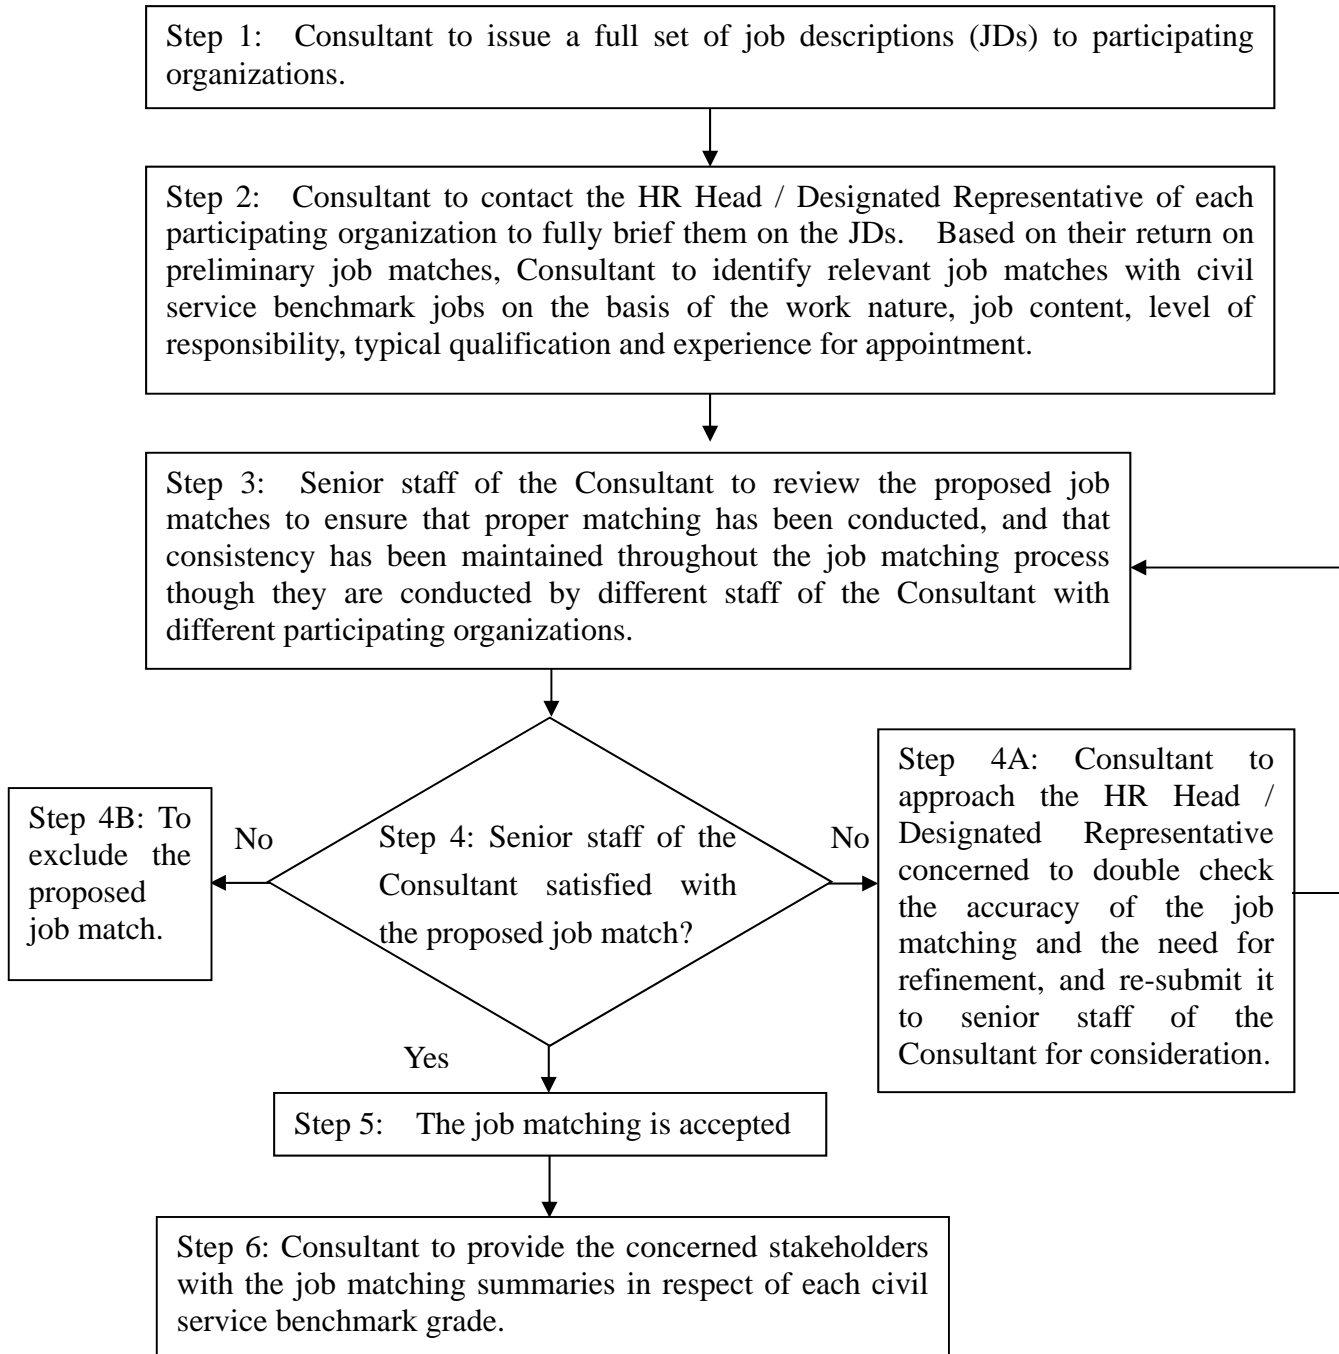 Step 1: Consultant to issue a full set of job descriptions (JDs) to participating
organizations.
Step 2: Consultant to contact the HR Head / Designated Representative of each
participating organization to fully brief them on the JDs. Based on their return on
preliminary job matches, Consultant to identify relevant job matches with civil
service benchmark jobs on the basis of the work nature, job content, level of
responsibility, typical qualification and experience for appointment.
Step 3: Senior staff of the Consultant to review the proposed job
matches to ensure that proper matching has been conducted, and that
consistency has been maintained throughout the job matching process
though they are conducted by different staff of the Consultant with
different participating organizations.
Step 4B: To
exclude the
proposed
job match.
No
Step 4: Senior staff of the
Consultant satisfied with
the proposed job match?
No
Step 4A: Consultant to
approach the HR Head /
Designated Representative
concerned to double check
the accuracy of the job
matching and the need for
refinement, and re-submit it
to senior staff of the
Consultant for consideration.
Yes
Step 5: The job matching is accepted
Step 6: Consultant to provide the concerned stakeholders
with the job matching summaries in respect of each civil
service benchmark grade.